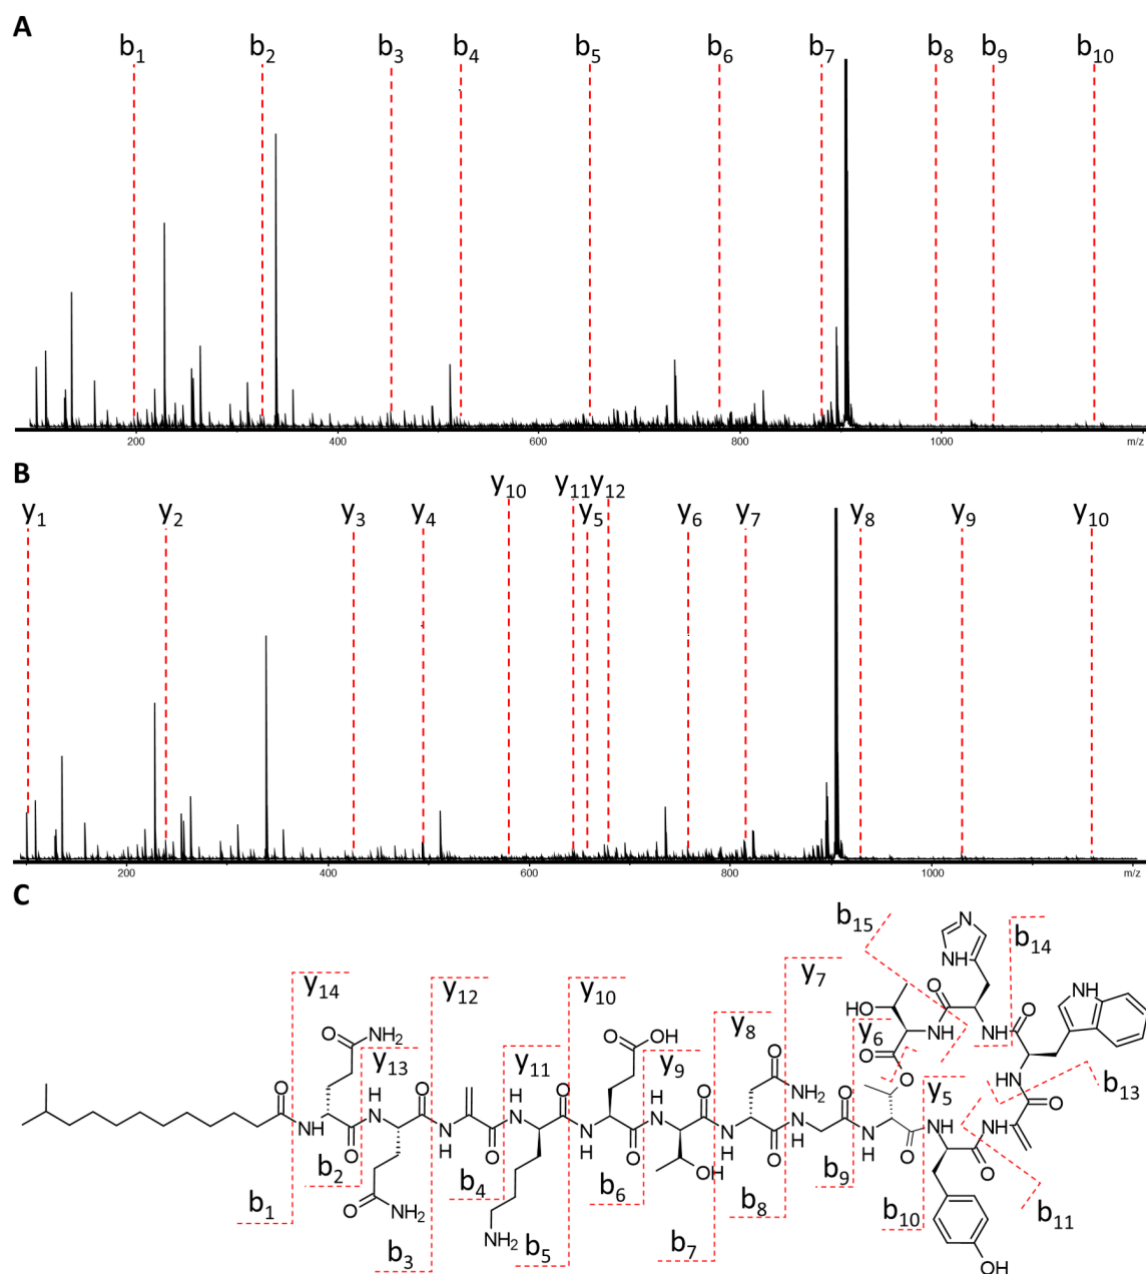 A
b1 b2 b3 b4 b5 b6 b7 b8 b9 b10
200 400 600 800 1000 m/z
B
y10 y11 y12
y1 y2 y3 y4 y5 y6 y7 y8 y9 y10
200 400 600 800 1000 m/z
C
b15 N b14
NH NH
y14 y12 y10 y7
O HO O O
O NH2 O OH y8 y6 NH NH
y13 y11 y9 O O O NH b13
O H O H O O NH2 O O y5 NH O
N N N N N N N N N N
H O H O H O H O H O
b2 b4 b6 OH b8 b9 b10 b11
b1 O NH2 b5 b7
b3 NH2 OH